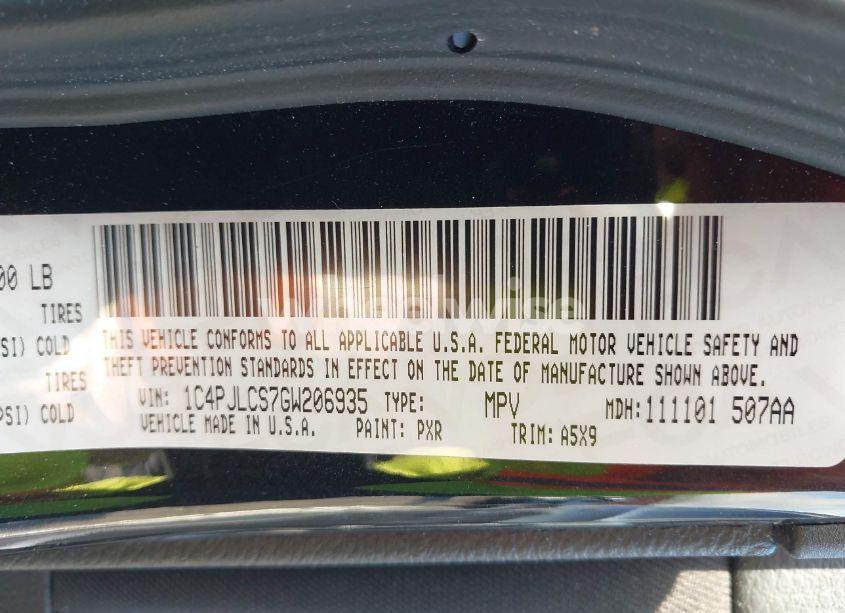 00 LB
TIRES
SI) COLD
TIRES
PSI) COLD
wheelwise
THIS VEHICLE CONFORMS TO ALL APPLICABLE U.S.A. FEDERAL MOTOR VEHICLE SAFETY AND
THEFT PREVENTION STANDARDS IN EFFECT ON THE DATE OF MANUFACTURE SHOWN ABOVE.
VIN: 1C4PJLCS7GW206935 TYPE: MPV MDH:111101 507AA
VEHICLE MADE IN U.S.A. PAINT: PXR TRIM: A5X9